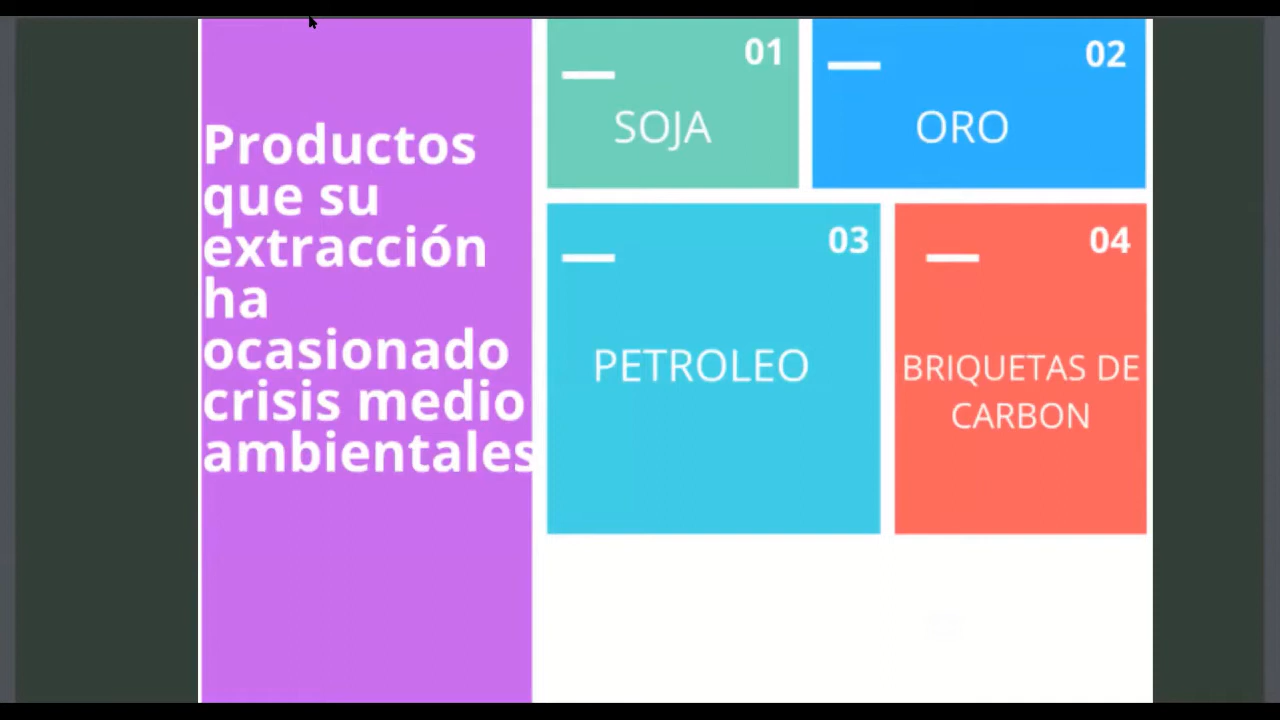 Productos
que su
extracción
ha
ocasionado
crisis medio
ambientales
01
SOJA
02
ORO
03
PETROLEO
04
BRIQUETAS DE
CARBON